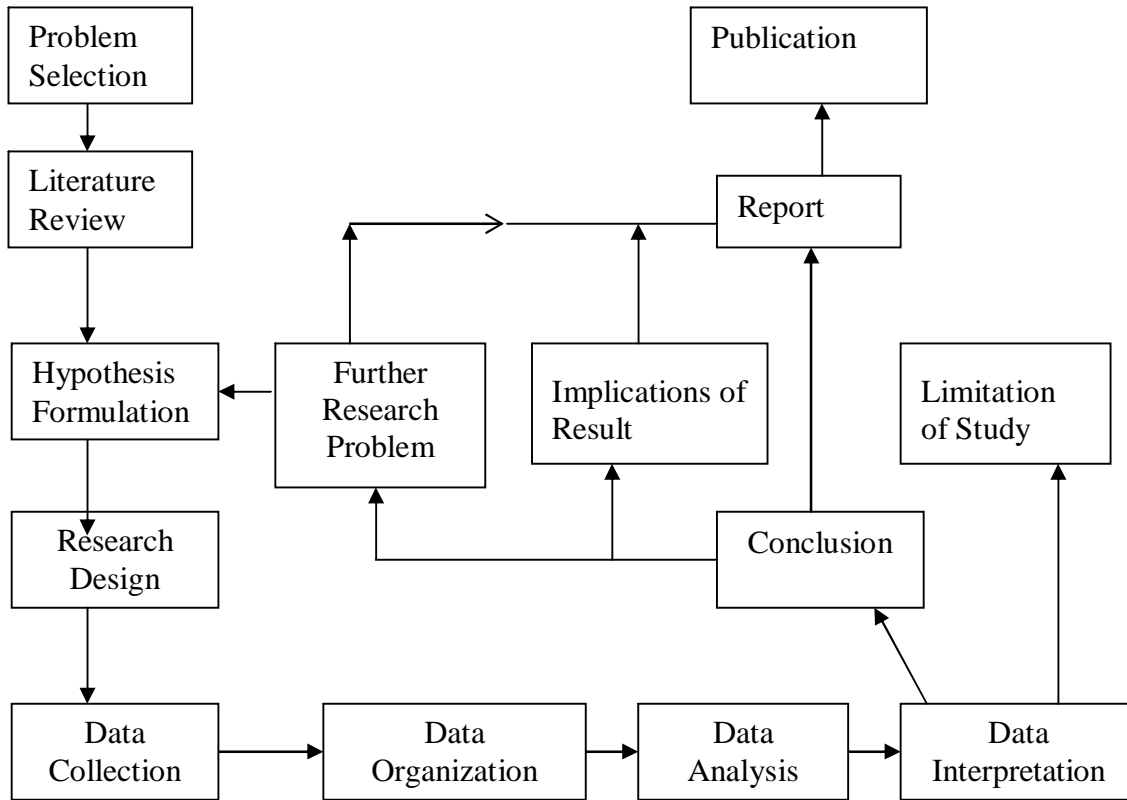 Problem
Selection
Publication
Literature
Review
Report
Hypothesis
Formulation
Further
Research
Problem
Implications of
Result
Limitation
of Study
Research
Design
Conclusion
Data
Collection
Data
Organization
Data
Analysis
Data
Interpretation